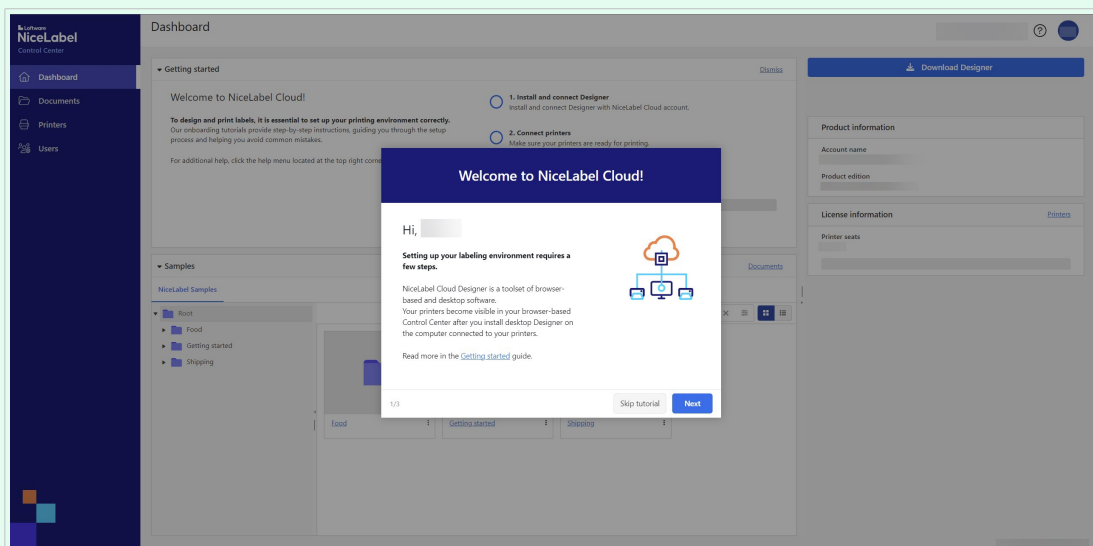 Loftware
NiceLabel
Control Center
Dashboard
Documents
Printers
Users
Dashboard
Getting started
Dismiss
Welcome to NiceLabel Cloud!
To design and print labels, it is essential to set up your printing environment correctly.
Our onboarding tutorials provide step-by-step instructions, guiding you through the setup
process and helping you avoid common mistakes.
For additional help, click the help menu located at the top right corne
1. Install and connect Designer
Install and connect Designer with NiceLabel Cloud account.
2. Connect printers
Make sure your printers are ready for printing.
Download Designer
Product information
Account name
Product edition
License information
Printers
Printer seats
Welcome to NiceLabel Cloud!
Hi,
Setting up your labeling environment requires a
few steps.
NiceLabel Cloud Designer is a toolset of browser-
based and desktop software.
Your printers become visible in your browser-based
Control Center after you install desktop Designer on
the computer connected to your printers.
Read more in the Getting started guide.
1/3
Skip tutorial
Next
Samples
Documents
NiceLabel Samples
Root
Food
Getting started
Shipping
Food
Getting started
Shipping